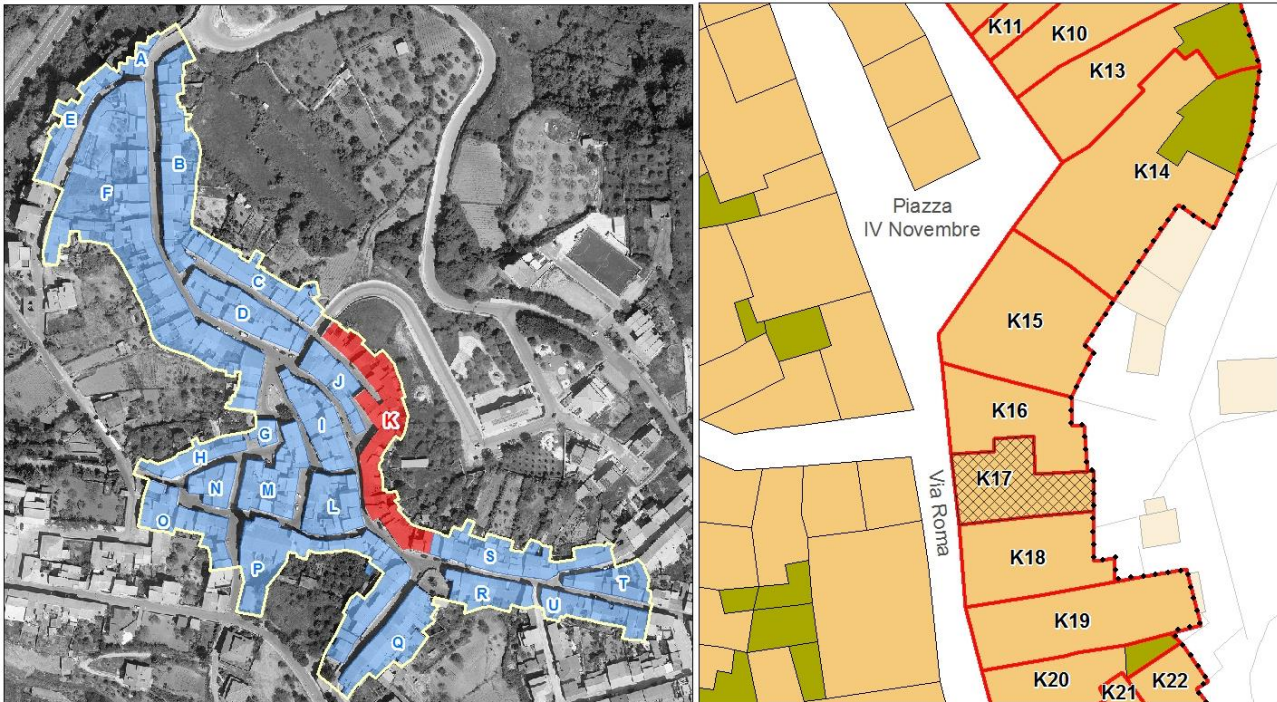 A
E
B
F
C
D
J
K
I
G
H
M
N
L
O
S
T
P
R
U
Q
K11
K10
K13
K14
Piazza
IV Novembre
K15
K16
K17
Via Roma
K18
K19
K20
K21
K22